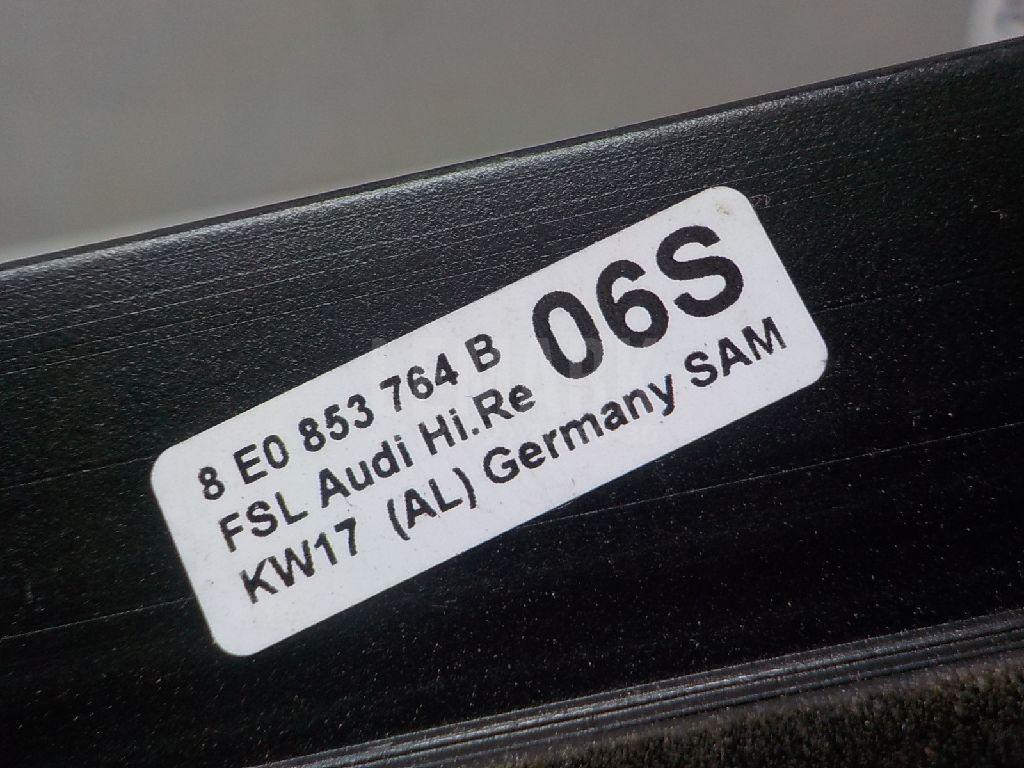 8 E0 853 764 B 06S
FSL Audi Hi.Re
KW17 (AL) Germany SAM